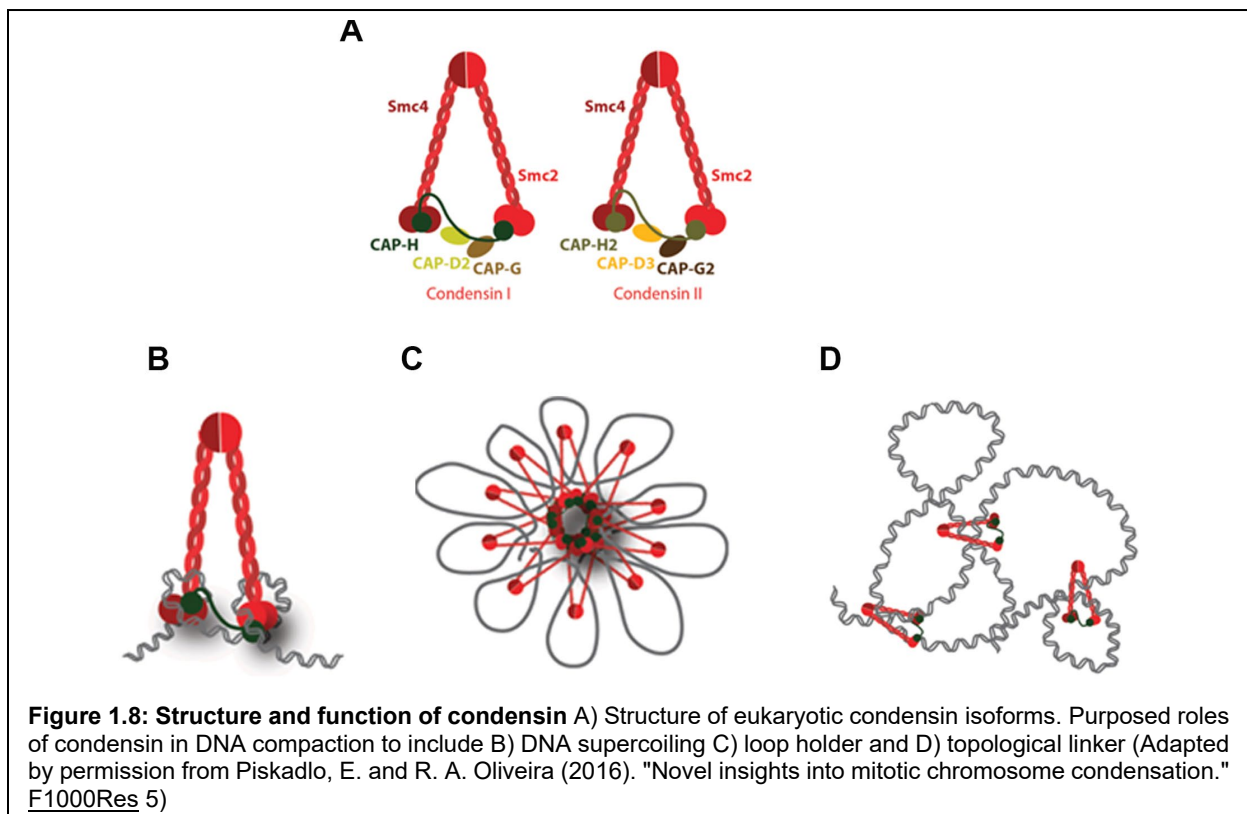 A
Smc4
Smc4
Smc2
Smc2
CAP-H
CAP-D2
CAP-G
CAP-H2
CAP-D3
CAP-G2
Condensin I
Condensin II
B
C
D
Figure 1.8: Structure and function of condensin A) Structure of eukaryotic condensin isoforms. Purposed roles
of condensin in DNA compaction to include B) DNA supercoiling C) loop holder and D) topological linker (Adapted
by permission from Piskadlo, E. and R. A. Oliveira (2016). "Novel insights into mitotic chromosome condensation."
F1000Res 5)